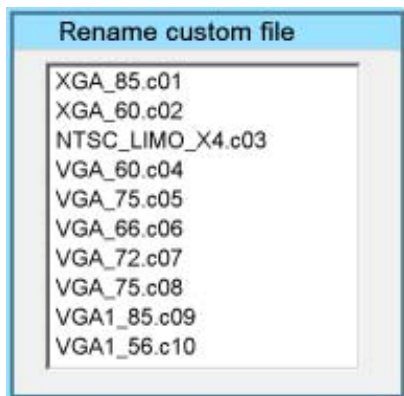 Rename custom file
XGA_85.c01
XGA_60.c02
NTSC_LIMO_X4.c03
VGA_60.c04
VGA_75.c05
VGA_66.c06
VGA_72.c07
VGA_75.c08
VGA1_85.c09
VGA1_56.c10